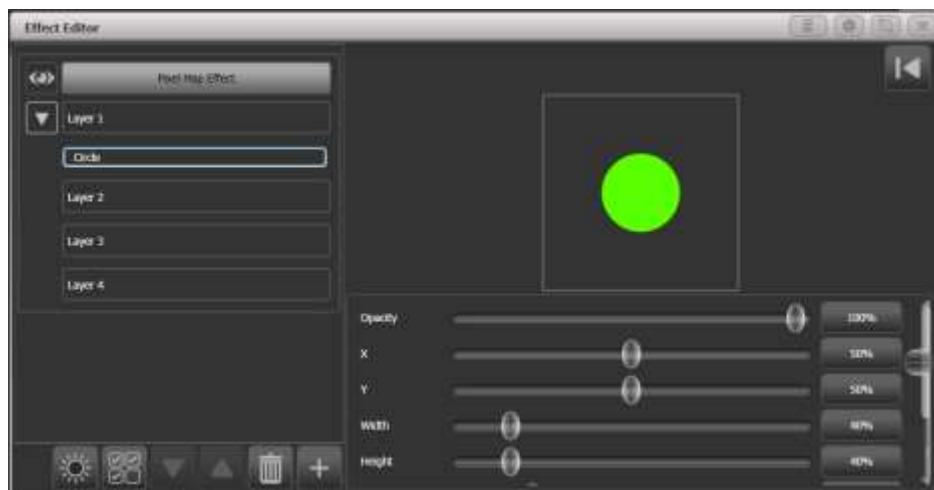 Effect Editor
Pixel Map Effect
Layer 1
Circle
Layer 2
Layer 3
Layer 4
Opacity 100%
X 50%
Y 50%
Width 40%
Height 40%